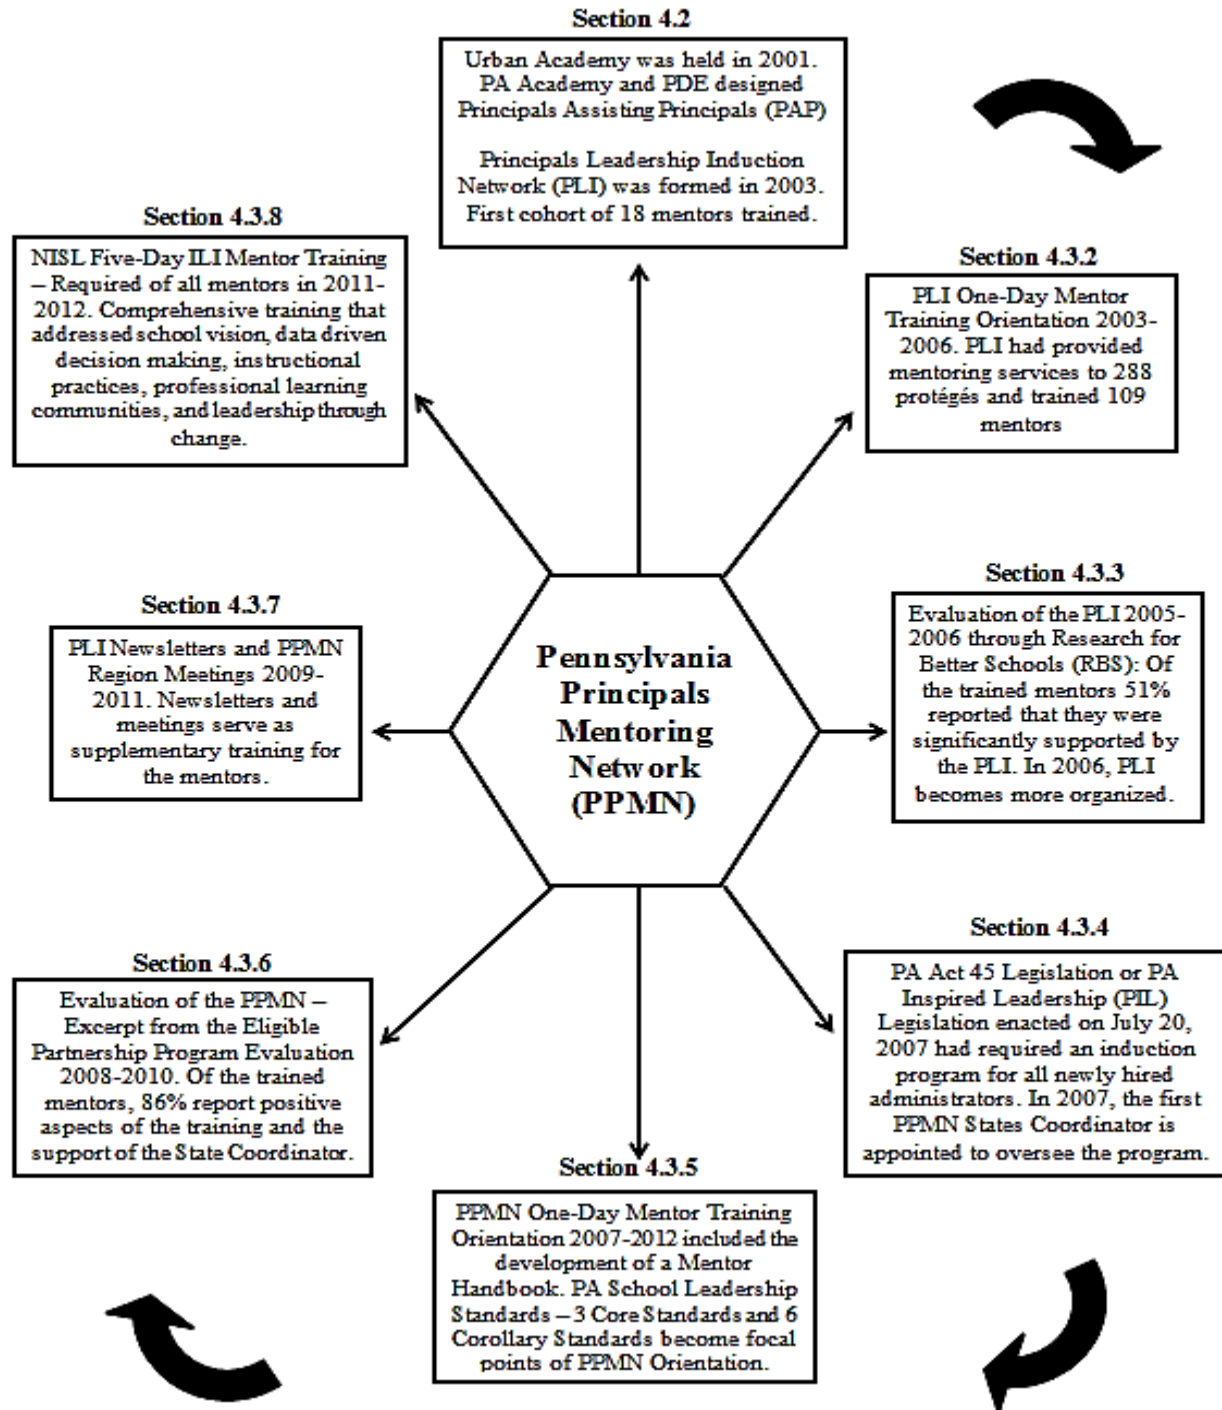 Section 4.2
Urban Academy was held in 2001.
PA Academy and PDE designed
Principals Assisting Principals (PAP)
Principals Leadership Induction
Network (PLI) was formed in 2003.
First cohort of 18 mentors trained.
Section 4.3.2
PLI One-Day Mentor
Training Orientation 2003-
2006. PLI had provided
mentoring services to 288
protégés and trained 109
mentors
Section 4.3.3
Evaluation of the PLI 2005-
2006 through Research for
Better Schools (RBS): Of
the trained mentors 51%
reported that they were
significantly supported by
the PLI. In 2006, PLI
becomes more organized.
Section 4.3.4
PA Act 45 Legislation or PA
Inspired Leadership (PIL)
Legislation enacted on July 20,
2007 had required an induction
program for all newly hired
administrators. In 2007, the first
PPMN States Coordinator is
appointed to oversee the program.
Section 4.3.5
PPMN One-Day Mentor Training
Orientation 2007-2012 included the
development of a Mentor
Handbook. PA School Leadership
Standards – 3 Core Standards and 6
Corollary Standards become focal
points of PPMN Orientation.
Section 4.3.6
Evaluation of the PPMN –
Excerpt from the Eligible
Partnership Program Evaluation
2008-2010. Of the trained
mentors, 86% report positive
aspects of the training and the
support of the State Coordinator.
Section 4.3.7
PLI Newsletters and PPMN
Region Meetings 2009-
2011. Newsletters and
meetings serve as
supplementary training for
the mentors.
Section 4.3.8
NISL Five-Day ILI Mentor Training
– Required of all mentors in 2011-
2012. Comprehensive training that
addressed school vision, data driven
decision making, instructional
practices, professional learning
communities, and leadership through
change.
Pennsylvania
Principals
Mentoring
Network
(PPMN)